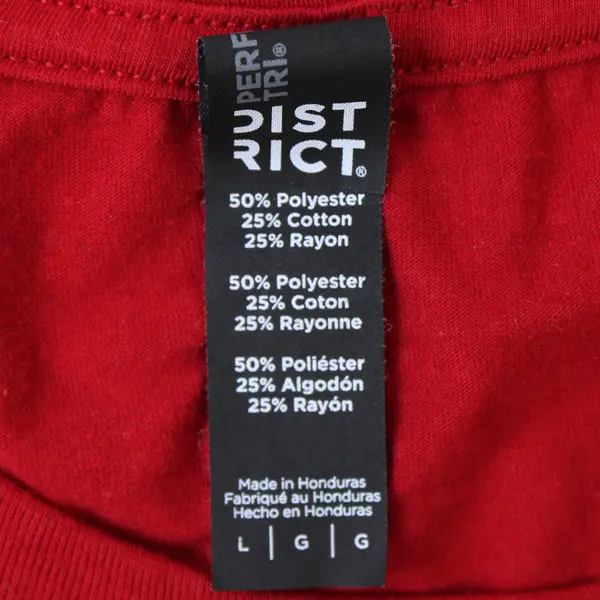 PERF
TRI®
DIST
RICT®
50% Polyester
25% Cotton
25% Rayon
50% Polyester
25% Coton
25% Rayonne
50% Poliéster
25% Algodón
25% Rayón
Made in Honduras
Fabriqué au Honduras
Hecho en Honduras
L | G | G